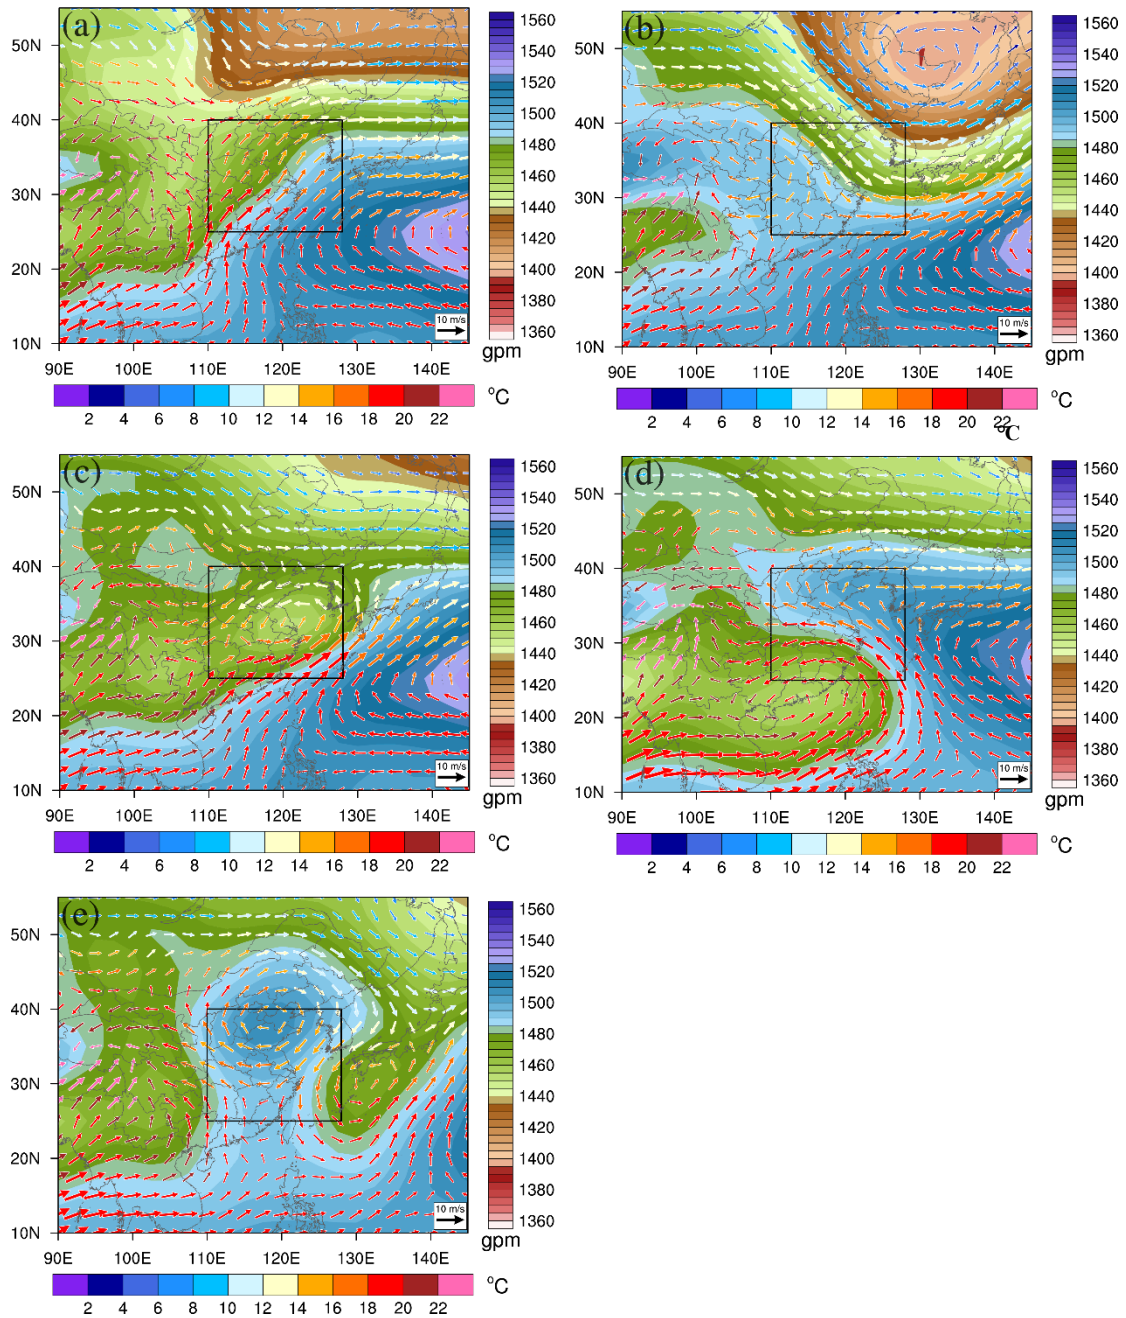 (a)
50N
40N
30N
20N
10N
90E 100E 110E 120E 130E 140E
10 m/s
1560
1540
1520
1500
1480
1460
1440
1420
1400
1380
1360
gpm
2 4 6 8 10 12 14 16 18 20 22
°C
(b)
50N
40N
30N
20N
10N
90E 100E 110E 120E 130E 140E
10 m/s
1560
1540
1520
1500
1480
1460
1440
1420
1400
1380
1360
gpm
2 4 6 8 10 12 14 16 18 20 22
°C
°C
(c)
50N
40N
30N
20N
10N
90E 100E 110E 120E 130E 140E
10 m/s
1560
1540
1520
1500
1480
1460
1440
1420
1400
1380
1360
gpm
2 4 6 8 10 12 14 16 18 20 22
°C
(d)
50N
40N
30N
20N
10N
90E 100E 110E 120E 130E 140E
10 m/s
1560
1540
1520
1500
1480
1460
1440
1420
1400
1380
1360
gpm
2 4 6 8 10 12 14 16 18 20 22
°C
(e)
50N
40N
30N
20N
10N
90E 100E 110E 120E 130E 140E
10 m/s
1560
1540
1520
1500
1480
1460
1440
1420
1400
1380
1360
gpm
2 4 6 8 10 12 14 16 18 20 22
°C